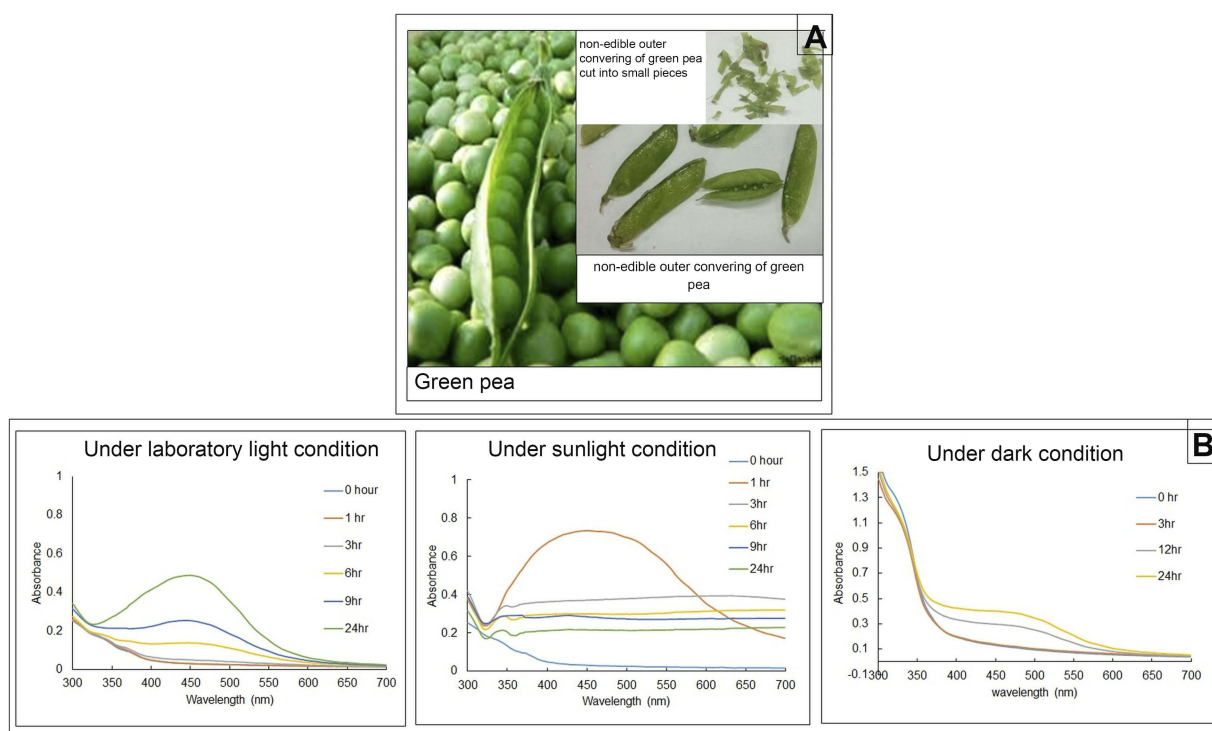 A
non-edible outer
convering of green pea
cut into small pieces
non-edible outer convering of green
pea
Green pea
B
Under laboratory light condition
1
0.8
0.6
0.4
0.2
0
Absorbance
300
350
400
450
500
550
600
650
700
Wavelength (nm)
0 hour
1 hr
3hr
6hr
9hr
24hr
Under sunlight condition
1
0.8
0.6
0.4
0.2
0
Absorbance
300
350
400
450
500
550
600
650
700
Wavelength (nm)
0 hour
1 hr
3hr
6hr
9hr
24hr
Under dark condition
1.5
1.3
1.1
0.9
0.7
0.5
0.3
0.1
-0.1
Absorbance
300
350
400
450
500
550
600
650
700
wavelength (nm)
0 hr
3hr
12hr
24hr